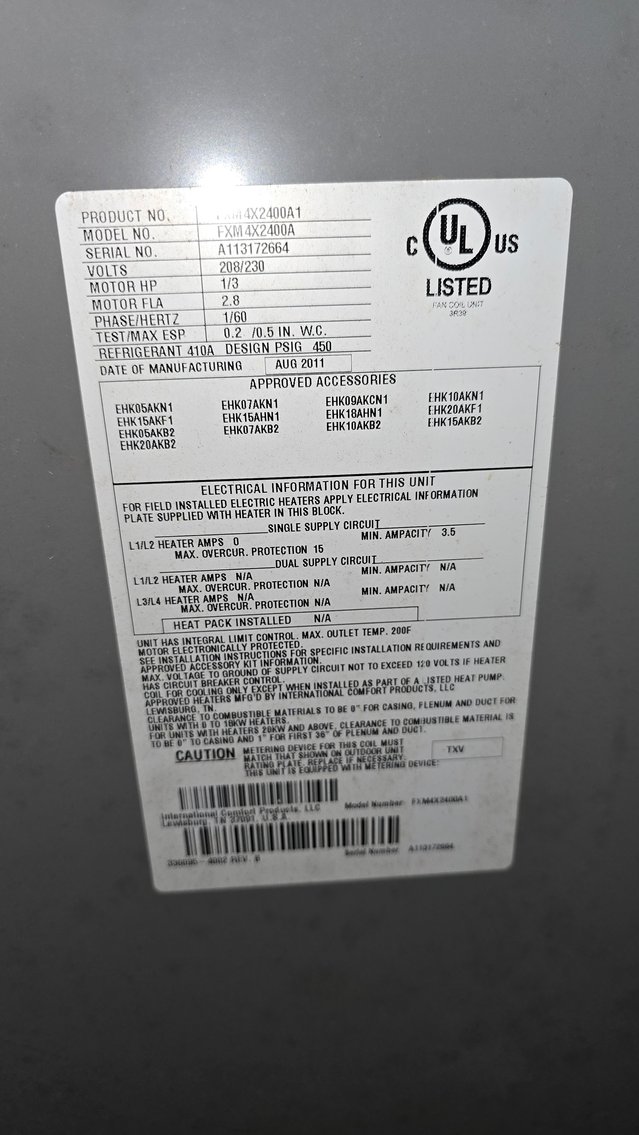 PRODUCT NO. FXM4X2400A1
MODEL NO. FXM4X2400A
SERIAL NO. A113172664
VOLTS 208/230
MOTOR HP 1/3
MOTOR FLA 2.8
PHASE/HERTZ 1/60
TEST/MAX ESP 0.2 /0.5 IN. W.C.
REFRIGERANT 410A DESIGN PSIG 450
DATE OF MANUFACTURING AUG 2011
C UL US
LISTED
FAN COIL UNIT
3R39
APPROVED ACCESSORIES
EHK05AKN1 EHK07AKN1 EHK09AKCN1 EHK10AKN1
EHK15AKF1 EHK15AHN1 EHK18AHN1 EHK20AKF1
EHK05AKB2 EHK07AKB2 EHK10AKB2 EHK15AKB2
EHK20AKB2
ELECTRICAL INFORMATION FOR THIS UNIT
FOR FIELD INSTALLED ELECTRIC HEATERS APPLY ELECTRICAL INFORMATION
PLATE SUPPLIED WITH HEATER IN THIS BLOCK.
SINGLE SUPPLY CIRCUIT
L1/L2 HEATER AMPS 0 MIN. AMPACITY 3.5
MAX. OVERCUR. PROTECTION 15
DUAL SUPPLY CIRCUIT
L1/L2 HEATER AMPS N/A MIN. AMPACITY N/A
MAX. OVERCUR. PROTECTION N/A
L3/L4 HEATER AMPS N/A MIN. AMPACITY N/A
MAX. OVERCUR. PROTECTION N/A
HEAT PACK INSTALLED N/A
UNIT HAS INTEGRAL LIMIT CONTROL. MAX. OUTLET TEMP. 200F
MOTOR ELECTRONICALLY PROTECTED.
SEE INSTALLATION INSTRUCTIONS FOR SPECIFIC INSTALLATION REQUIREMENTS AND
APPROVED ACCESSORY KIT INFORMATION.
MAX. VOLTAGE TO GROUND OF SUPPLY CIRCUIT NOT TO EXCEED 120 VOLTS IF HEATER
HAS CIRCUIT BREAKER CONTROL.
COIL FOR COOLING ONLY EXCEPT WHEN INSTALLED AS PART OF A LISTED HEAT PUMP.
APPROVED HEATERS MFG'D BY INTERNATIONAL COMFORT PRODUCTS, LLC
LEWISBURG, TN.
CLEARANCE TO COMBUSTIBLE MATERIALS TO BE 0" FOR CASING, PLENUM AND DUCT FOR
UNITS WITH 0 TO 18KW HEATERS.
FOR UNITS WITH HEATERS 20KW AND ABOVE, CLEARANCE TO COMBUSTIBLE MATERIAL IS
TO BE 0" TO CASING AND 1" FOR FIRST 36" OF PLENUM AND DUCT.
CAUTION METERING DEVICE FOR THIS COIL MUST
MATCH THAT SHOWN ON OUTDOOR UNIT
RATING PLATE. REPLACE IF NECESSARY.
THIS UNIT IS EQUIPPED WITH METERING DEVICE: TXV
International Comfort Products, LLC Model Number: FXM4X2400A1
Lewisburg, TN 37091 U.S.A.
Serial Number A113172664
REV. B